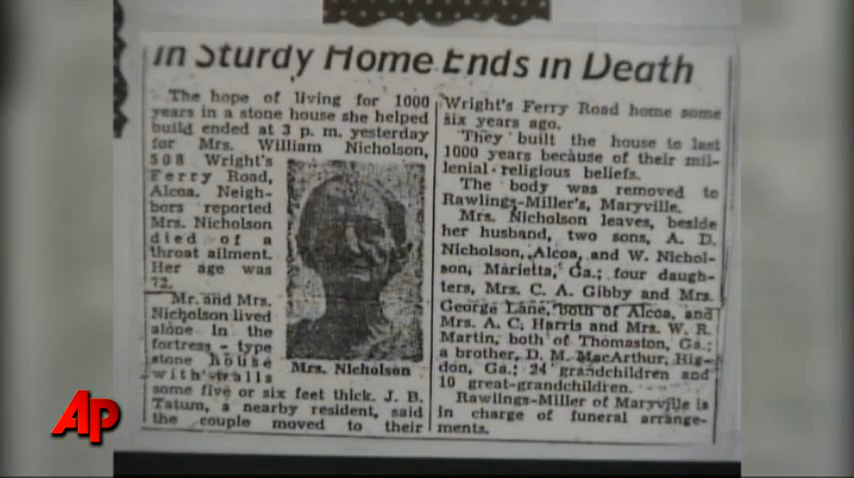 in Sturdy Home Ends in Death
The hope of living for 1000
years in a stone house she helped
build ended at 3 p. m. yesterday
for Mrs. William Nicholson,
508 Wright's
Ferry Road,
Alcoa. Neigh-
bors reported
Mrs. Nicholson
died of a
throat ailment.
Her age was
72.
Mr. and Mrs.
Nicholson lived
alone in the
fortress - type
stone house
with walls
some five or six feet thick. J. B.
Tatum, a nearby resident, said
the couple moved to their
Mrs. Nicholson
Wright's Ferry Road home some
six years ago.
They built the house to last
1000 years because of their mil-
lenial religious beliefs.
The body was removed to
Rawlings-Miller's, Maryville.
Mrs. Nicholson leaves, beside
her husband, two sons, A. D.
Nicholson, Alcoa, and W. Nichol-
son, Marietta, Ga.; four daugh-
ters, Mrs. C. A. Gibby and Mrs.
George Lane, both of Alcoa, and
Mrs. A. C. Harris and Mrs. W. R.
Martin, both of Thomaston, Ga.;
a brother, D. M. MacArthur, Hig-
don, Ga.; 24 grandchildren and
10 great-grandchildren.
Rawlings-Miller of Maryville is
in charge of funeral arrange-
ments.
AP